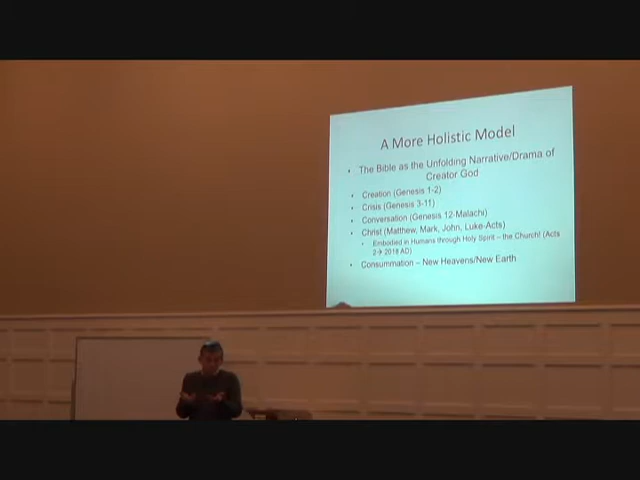 A More Holistic Model
• The Bible as the Unfolding Narrative/Drama of
Creator God
• Creation (Genesis 1-2)
• Crisis (Genesis 3-11)
• Conversation (Genesis 12-Malachi)
• Christ (Matthew, Mark, John, Luke-Acts)
• Embodied in Humans through Holy Spirit – the Church! (Acts
2→ 2018 AD)
• Consummation – New Heavens/New Earth